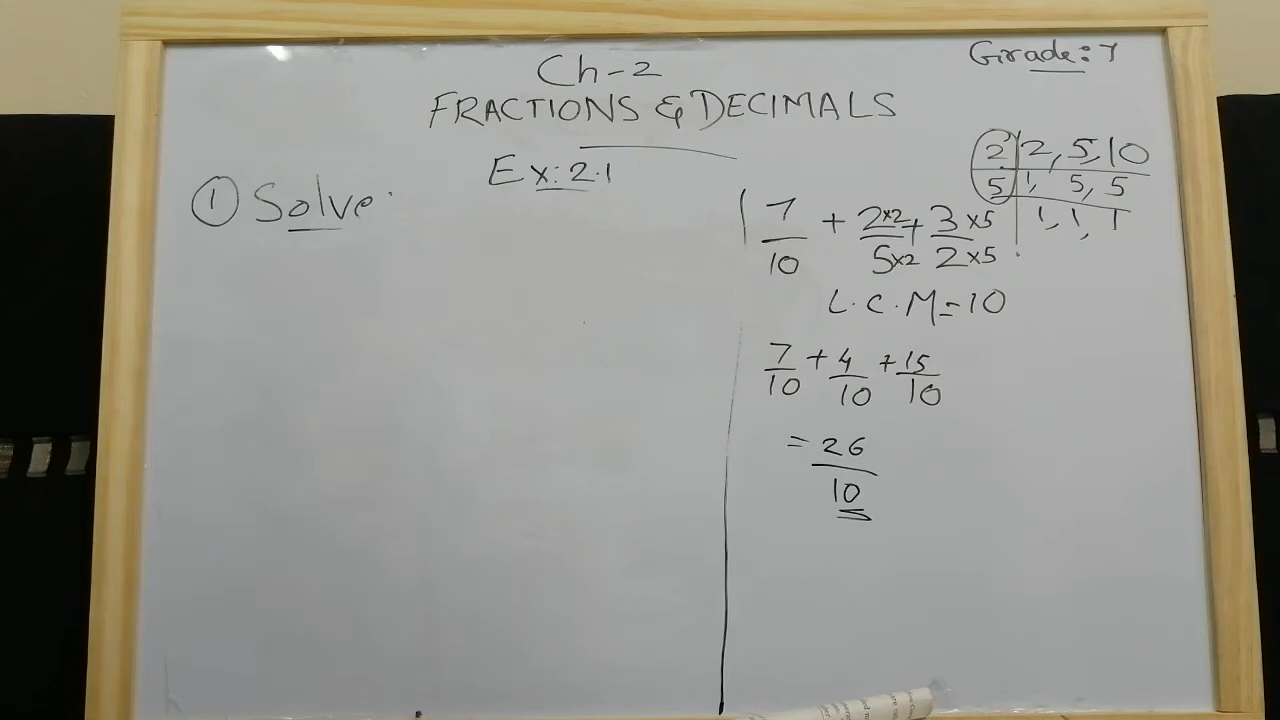 Ch-2
Grade: 7
FRACTIONS & DECIMALS
Ex: 2.1
① Solve.
2 | 2, 5, 10
5 | 1, 5, 5
1, 1, 1
7/10 + 2×2/5×2 + 3×5/2×5
L.C.M = 10
7/10 + 4/10 + 15/10
= 26/10